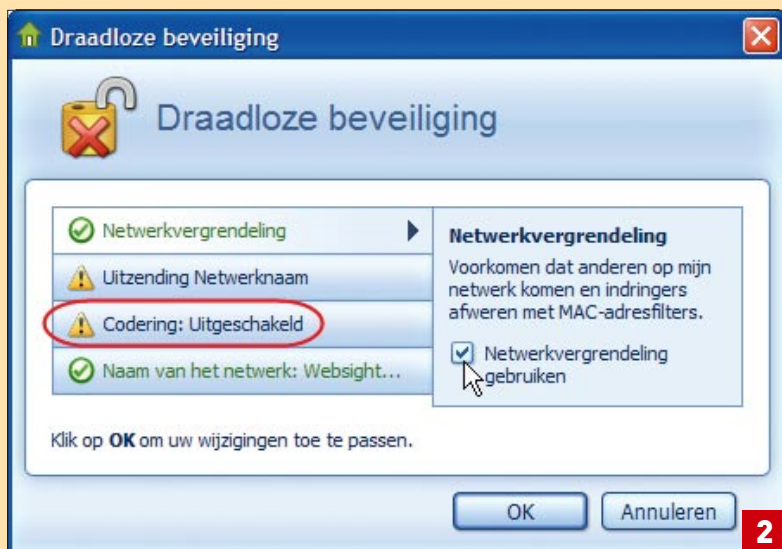 Draadloze beveiliging
Draadloze beveiliging
Netwerkvergrendeling
Uitzending Netwerknaam
Codering: Uitgeschakeld
Naam van het netwerk: Websight...
Netwerkvergrendeling
Voorkomen dat anderen op mijn
netwerk komen en indringers
afweren met MAC-adresfilters.
Netwerkvergrendeling
gebruiken
Klik op OK om uw wijzigingen toe te passen.
OK
Annuleren
2